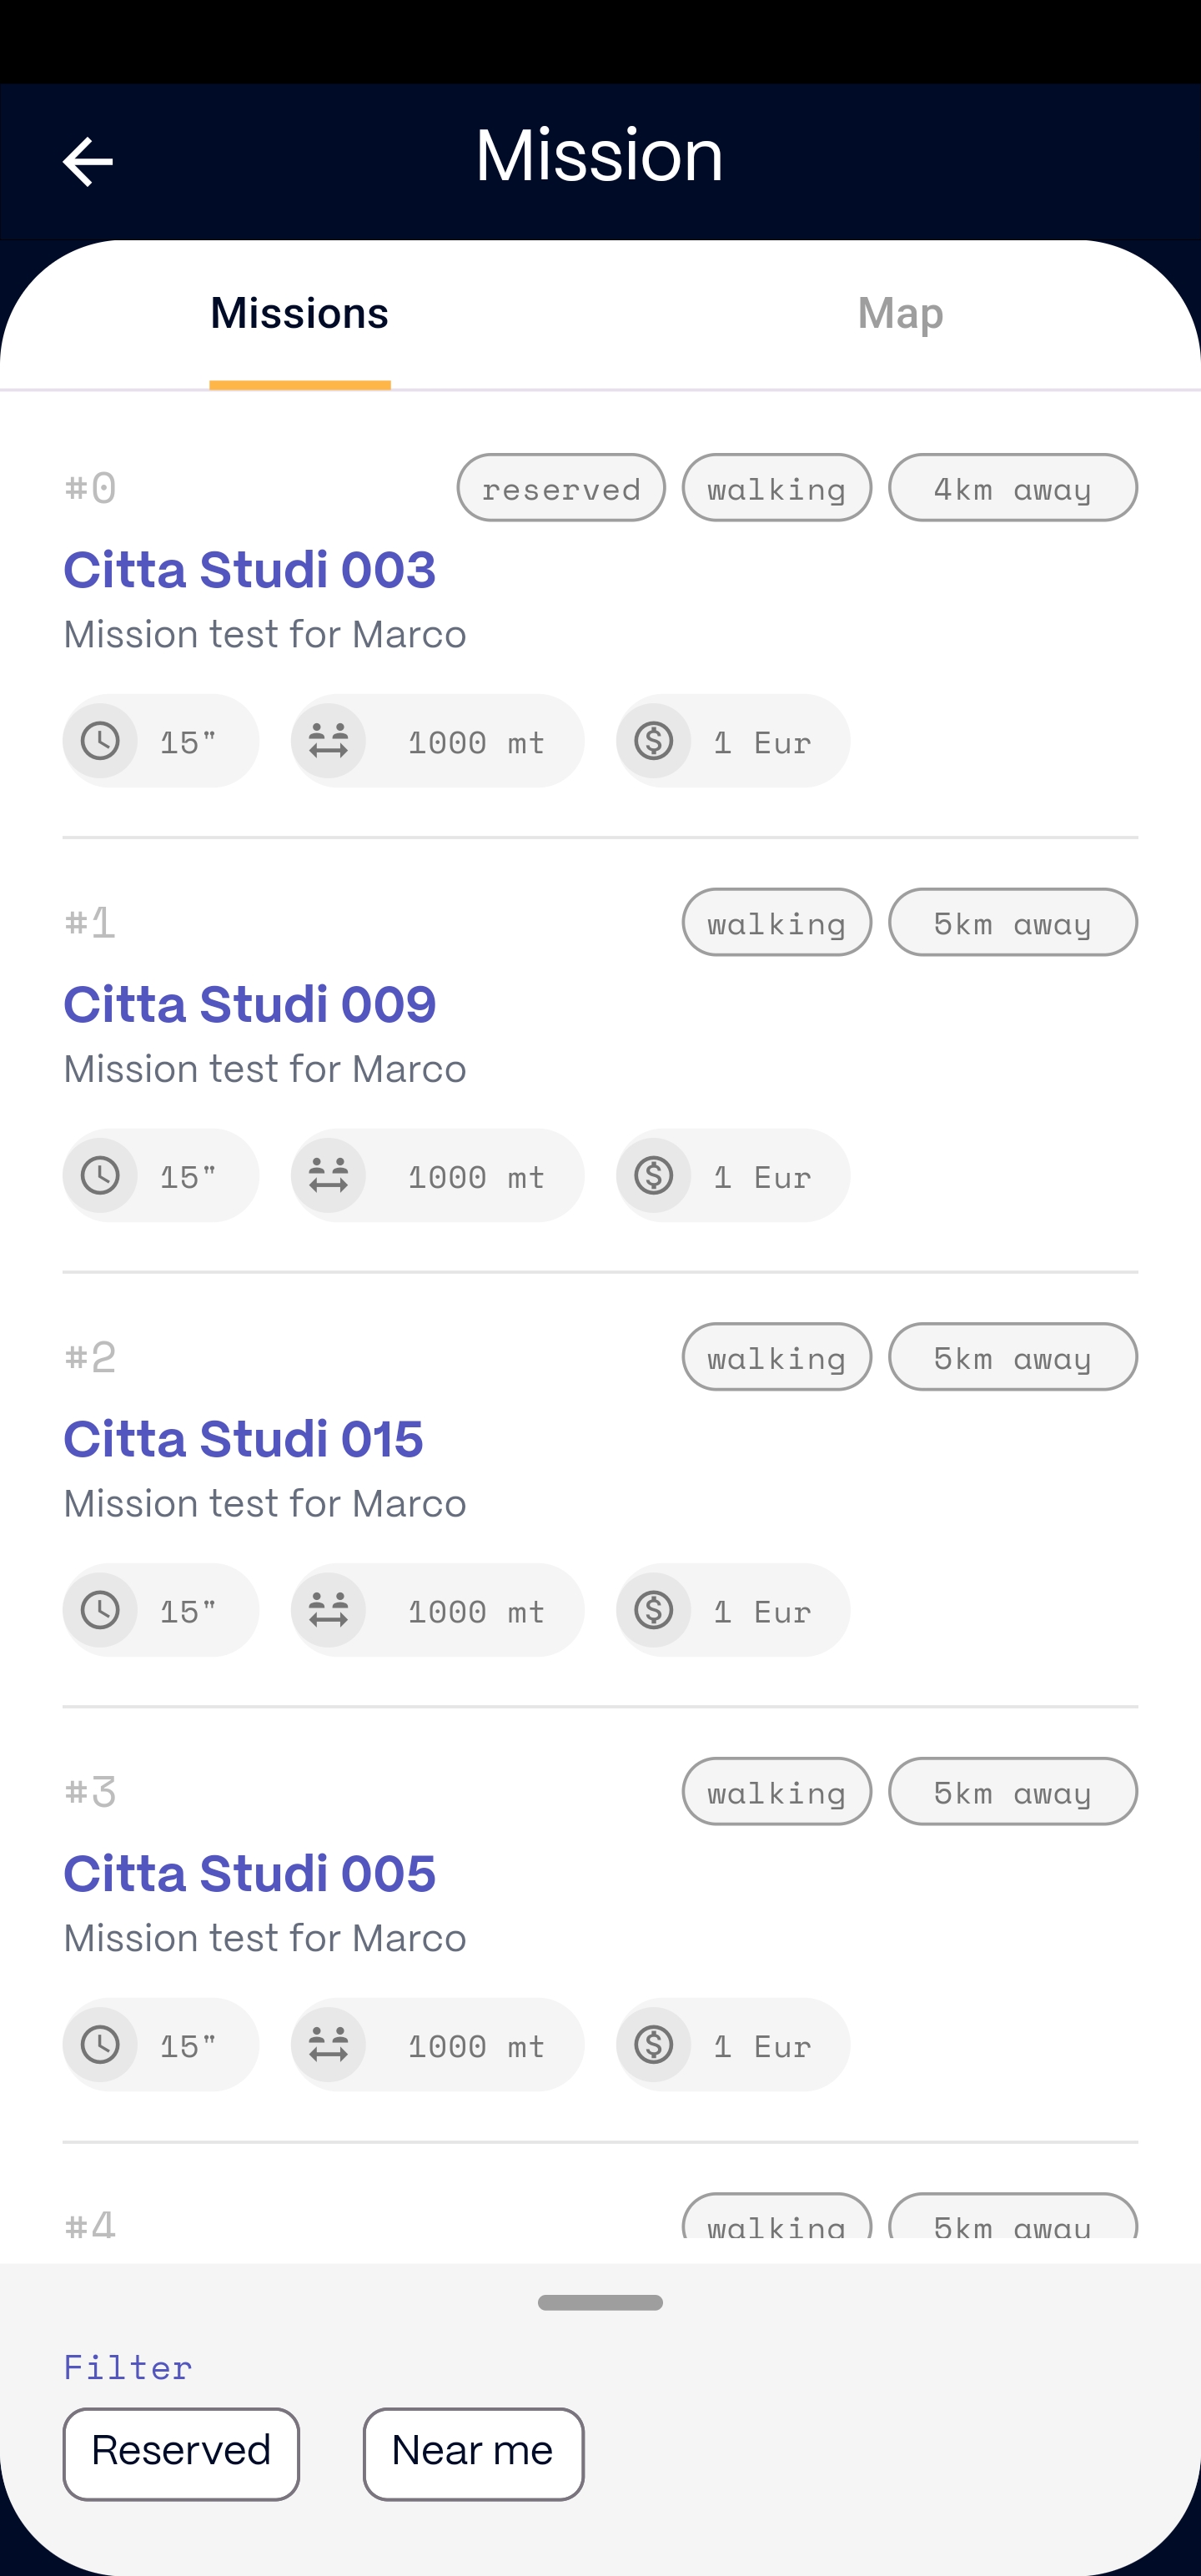 Mission
Missions Map
#0 reserved walking 4km away
Citta Studi 003
Mission test for Marco
15" 1000 mt 1 Eur
#1 walking 5km away
Citta Studi 009
Mission test for Marco
15" 1000 mt 1 Eur
#2 walking 5km away
Citta Studi 015
Mission test for Marco
15" 1000 mt 1 Eur
#3 walking 5km away
Citta Studi 005
Mission test for Marco
15" 1000 mt 1 Eur
#4 walking 5km away
Filter
Reserved Near me